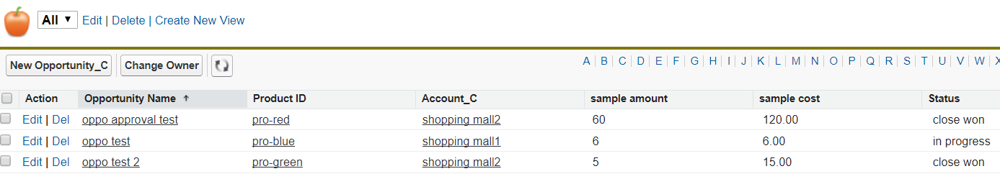 All ▼ Edit | Delete | Create New View
New Opportunity_C Change Owner A B C D E F G H I J K L M N O P Q R S T U V W X
Action Opportunity Name ↑ Product ID Account_C sample amount sample cost Status
Edit | Del oppo approval test pro-red shopping mall2 60 120.00 close won
Edit | Del oppo test pro-blue shopping mall1 6 6.00 in progress
Edit | Del oppo test 2 pro-green shopping mall2 5 15.00 close won